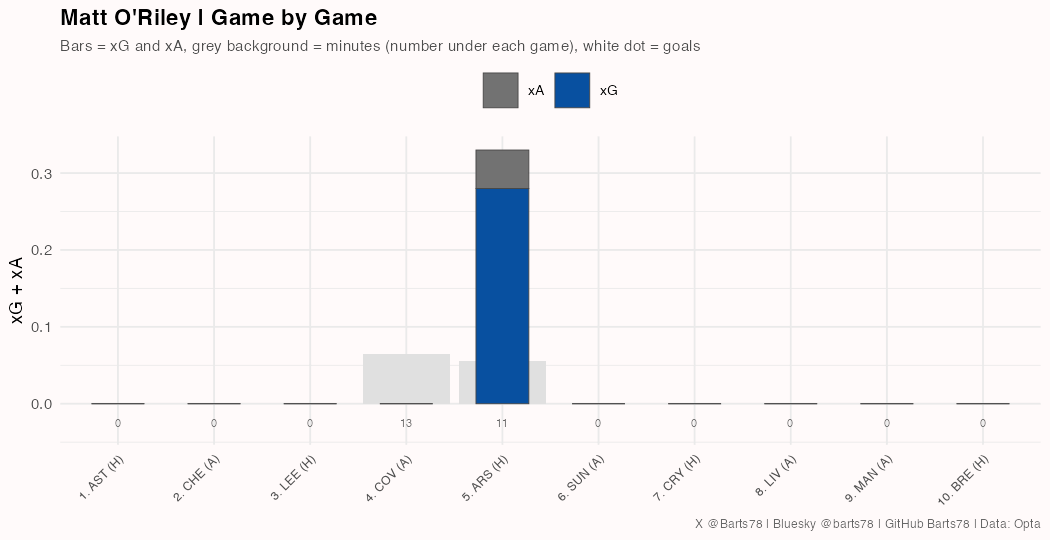 Matt O'Riley | Game by Game
Bars = xG and xA, grey background = minutes (number under each game), white dot = goals
xA xG
xG + xA
0.3
0.2
0.1
0.0
0 0 0 13 11 0 0 0 0 0
1. AST (H) 2. CHE (A) 3. LEE (H) 4. COV (A) 5. ARS (H) 6. SUN (A) 7. CRY (H) 8. LIV (A) 9. MAN (A) 10. BRE (H)
X @Barts78 | Bluesky @barts78 | GitHub Barts78 | Data: Opta